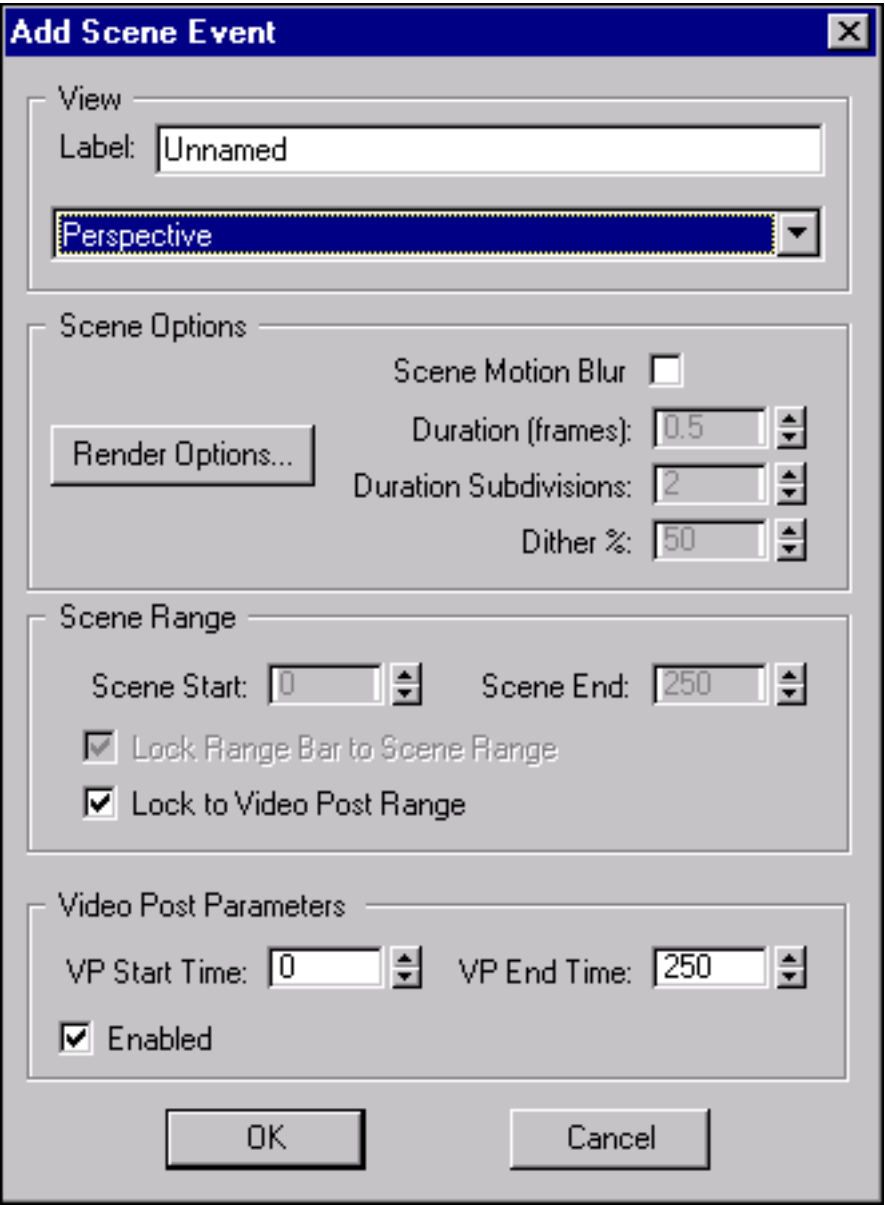 Add Scene Event
View
Label: Unnamed
Perspective
Scene Options
Scene Motion Blur
Render Options...
Duration (frames): 0.5
Duration Subdivisions: 2
Dither %: 50
Scene Range
Scene Start: 0 Scene End: 250
Lock Range Bar to Scene Range
Lock to Video Post Range
Video Post Parameters
VP Start Time: 0 VP End Time: 250
Enabled
OK Cancel